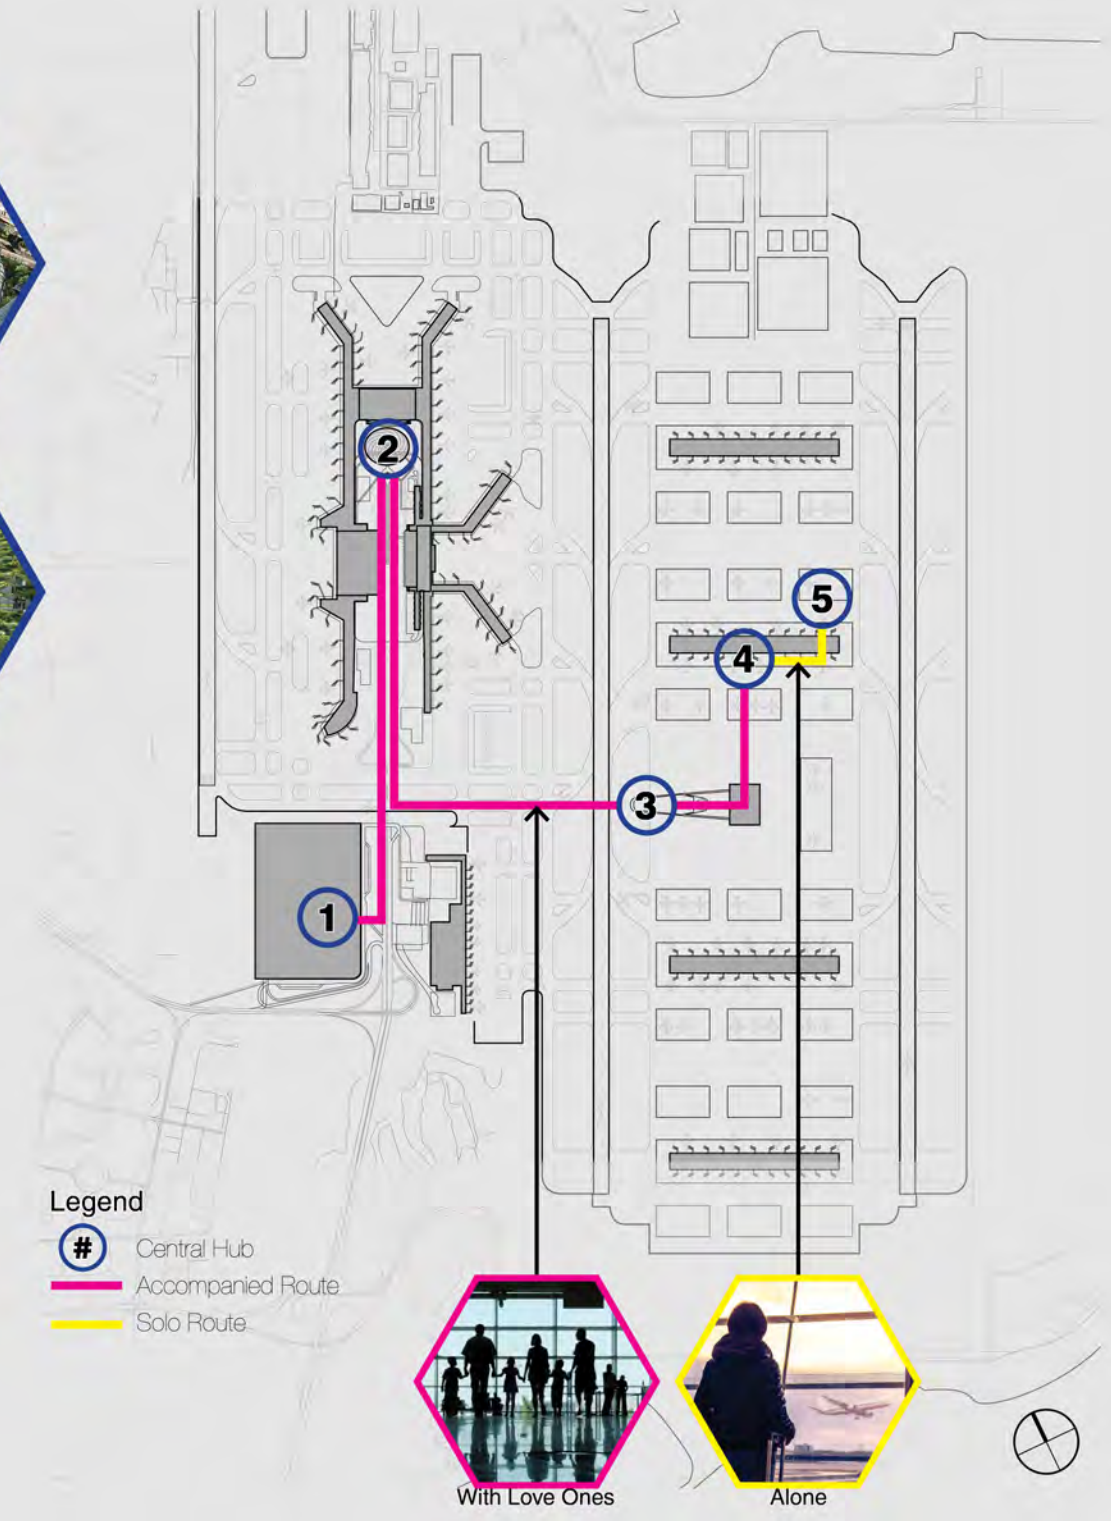 2
5
4
3
1
Legend
# Central Hub
Accompanied Route
Solo Route
With Love Ones
Alone